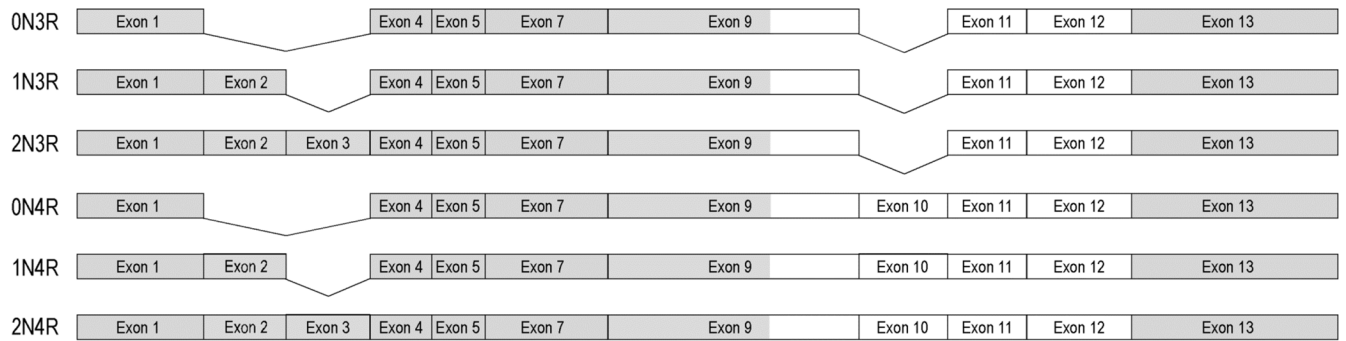 0N3R Exon 1 Exon 4 Exon 5 Exon 7 Exon 9 Exon 11 Exon 12 Exon 13
1N3R Exon 1 Exon 2 Exon 4 Exon 5 Exon 7 Exon 9 Exon 11 Exon 12 Exon 13
2N3R Exon 1 Exon 2 Exon 3 Exon 4 Exon 5 Exon 7 Exon 9 Exon 11 Exon 12 Exon 13
0N4R Exon 1 Exon 4 Exon 5 Exon 7 Exon 9 Exon 10 Exon 11 Exon 12 Exon 13
1N4R Exon 1 Exon 2 Exon 4 Exon 5 Exon 7 Exon 9 Exon 10 Exon 11 Exon 12 Exon 13
2N4R Exon 1 Exon 2 Exon 3 Exon 4 Exon 5 Exon 7 Exon 9 Exon 10 Exon 11 Exon 12 Exon 13